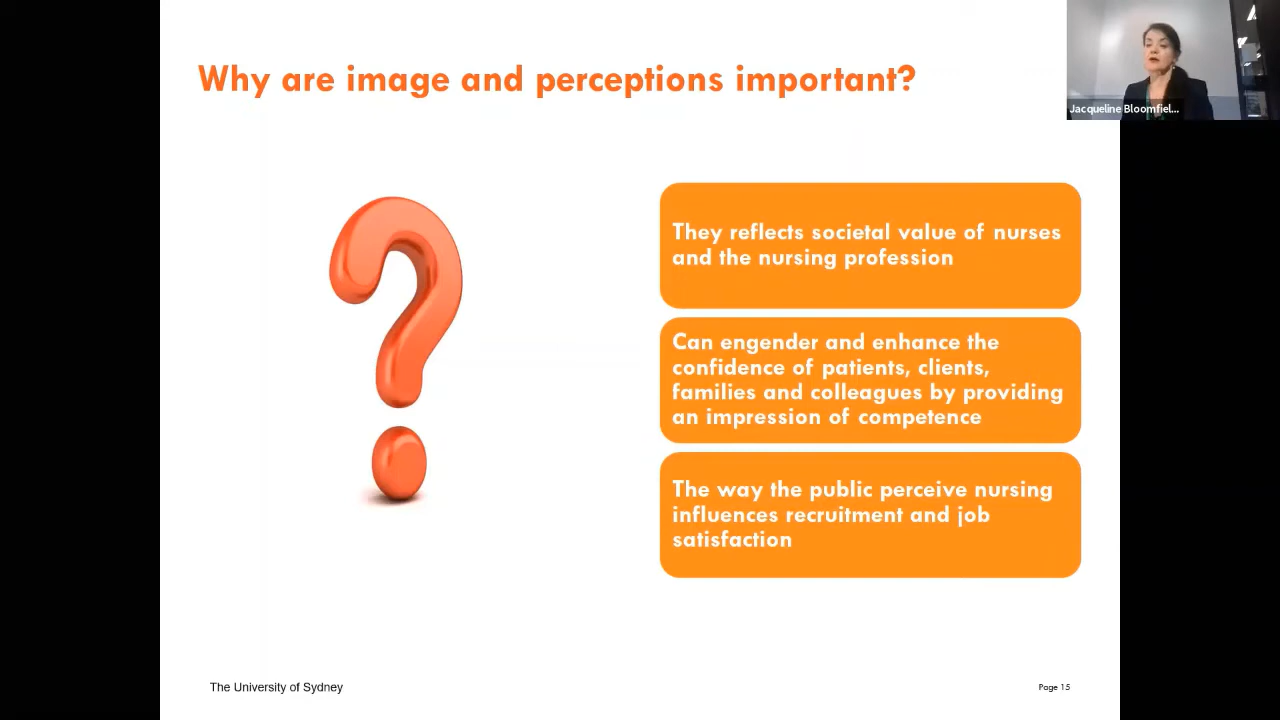 Why are image and perceptions important?
Jacqueline Bloomfiel...
They reflects societal value of nurses
and the nursing profession
Can engender and enhance the
confidence of patients, clients,
families and colleagues by providing
an impression of competence
The way the public perceive nursing
influences recruitment and job
satisfaction
The University of Sydney
Page 15